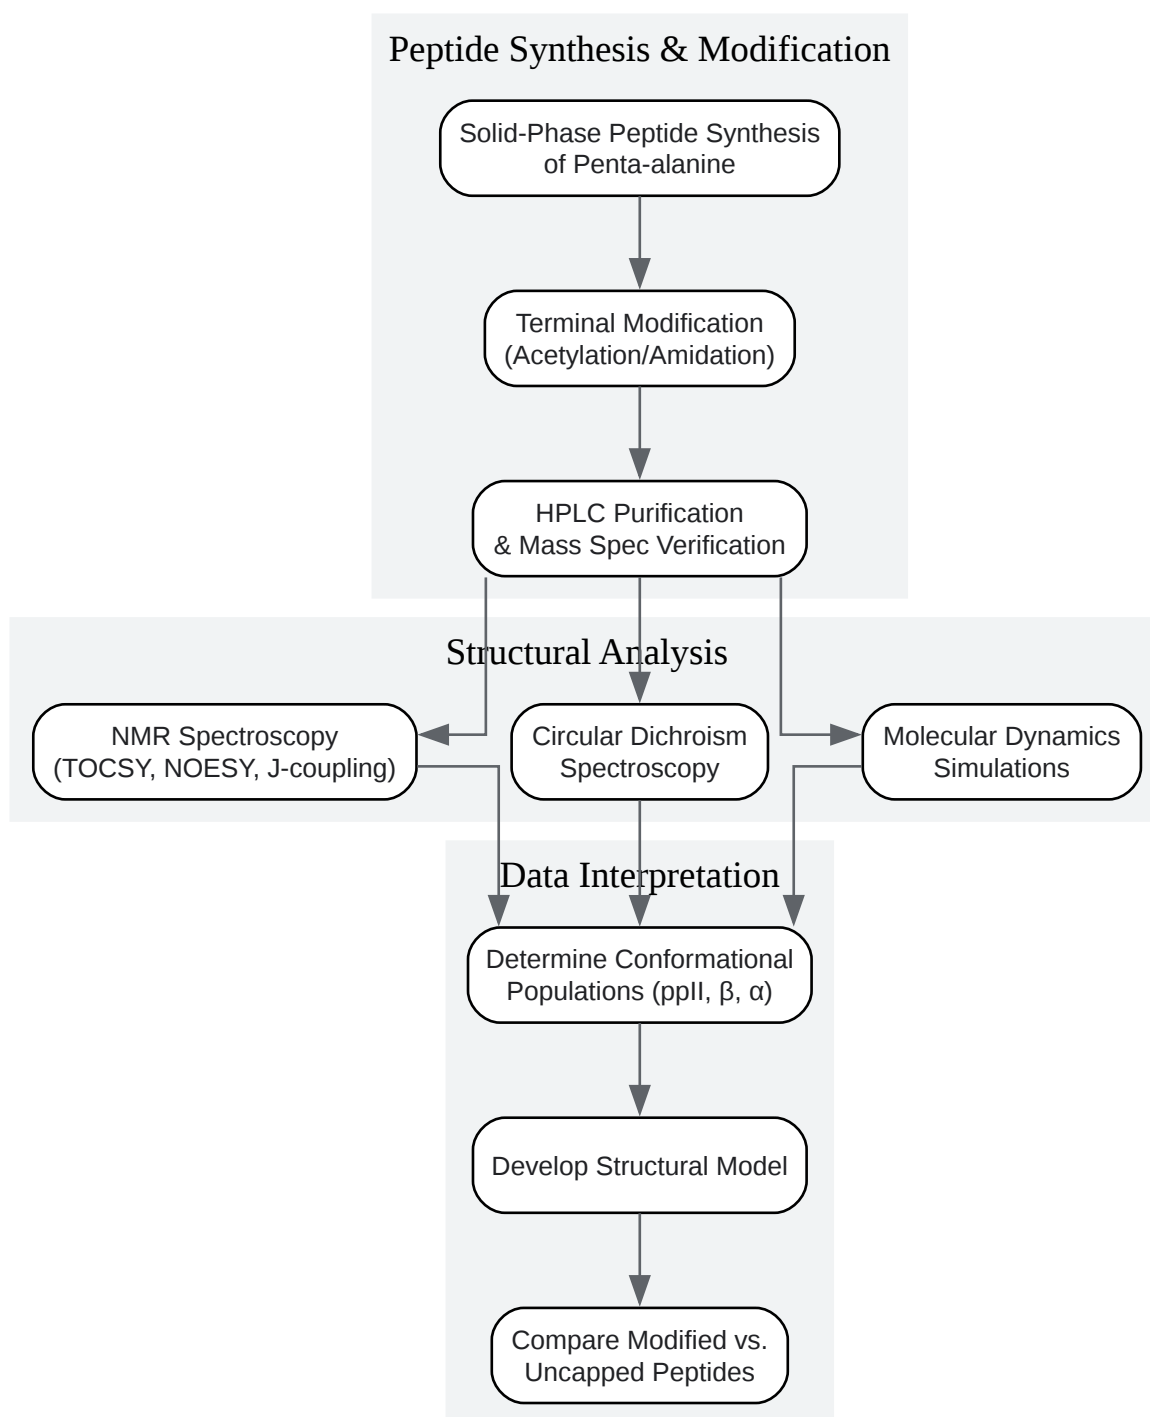 Peptide Synthesis & Modification
Solid-Phase Peptide Synthesis
of Penta-alanine
Terminal Modification
(Acetylation/Amidation)
HPLC Purification
& Mass Spec Verification
Structural Analysis
NMR Spectroscopy
(TOCSY, NOESY, J-coupling)
Circular Dichroism
Spectroscopy
Molecular Dynamics
Simulations
Data Interpretation
Determine Conformational
Populations (ppII, β, α)
Develop Structural Model
Compare Modified vs.
Uncapped Peptides